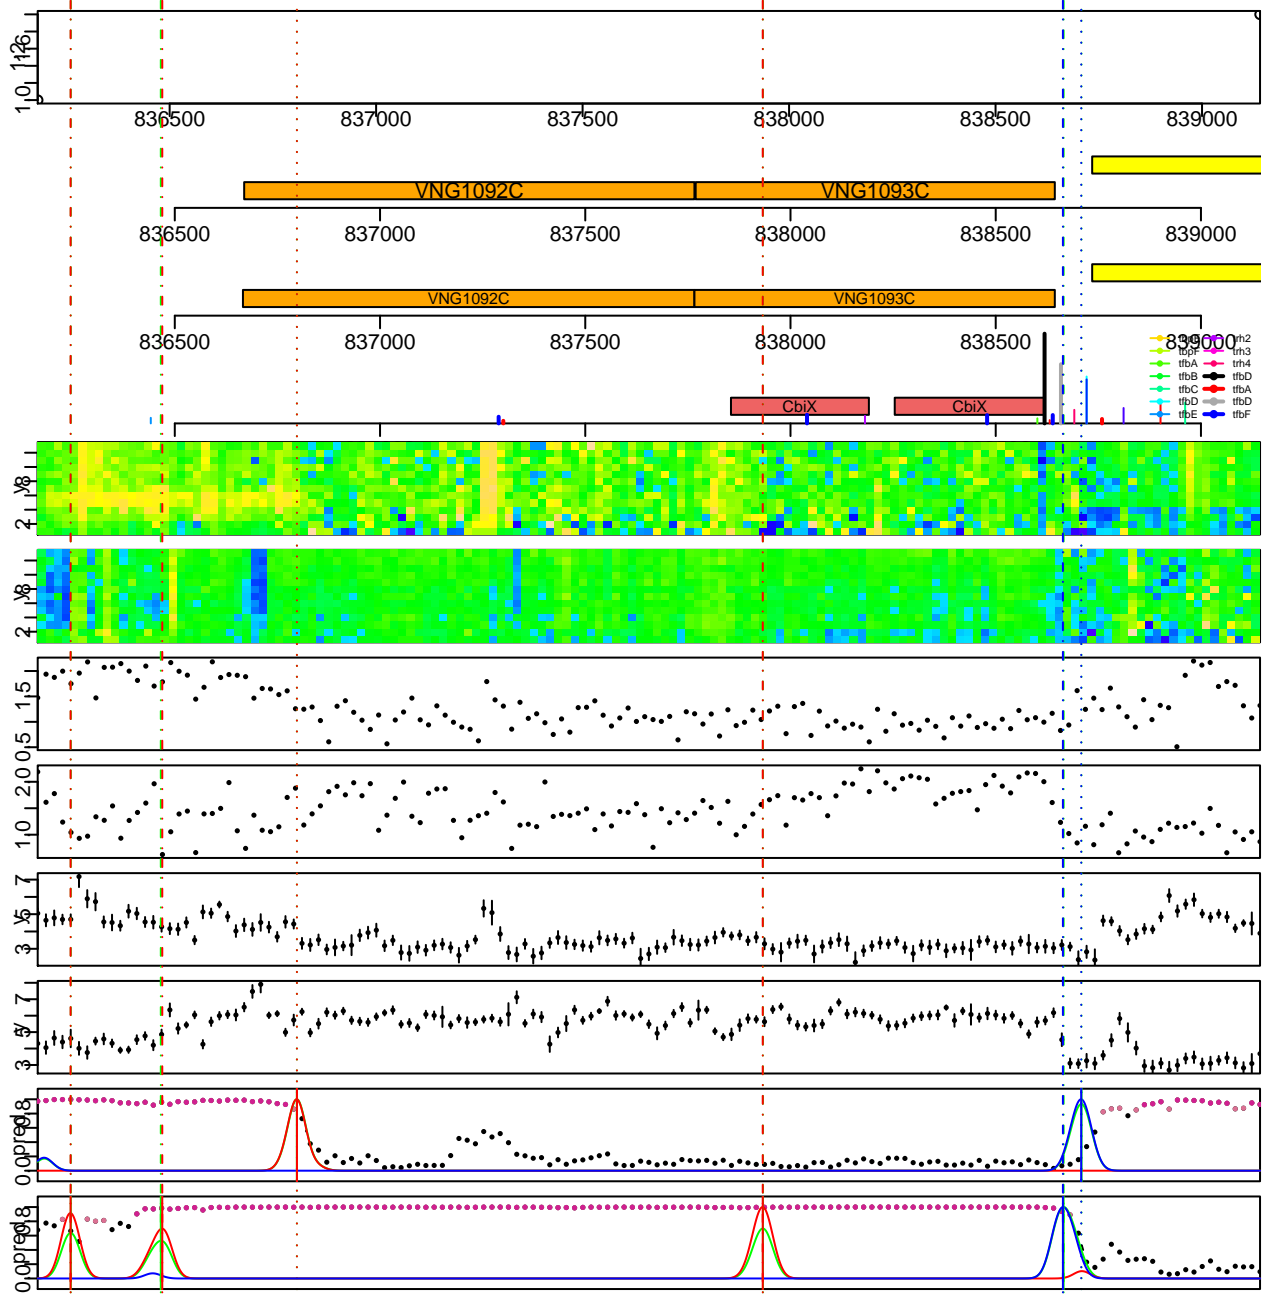 1.0 1.6
836500 837000 837500 838000 838500 839000
VNG1092C VNG1093C
836500 837000 837500 838000 838500 839000
VNG1092C VNG1093C
836500 837000 837500 838000 838500 839000
trh2
tbpF trh3
tfbA trh4
tfbB tfbD
tfbC tfbA
tfbD tfbD
tfbE tfbF
CbiX CbiX
2 8
2 8
0.5 1.5
1.0 2.0
3 5 7
3 5 7
0.0 0.8
pred
0.0 0.8
pred